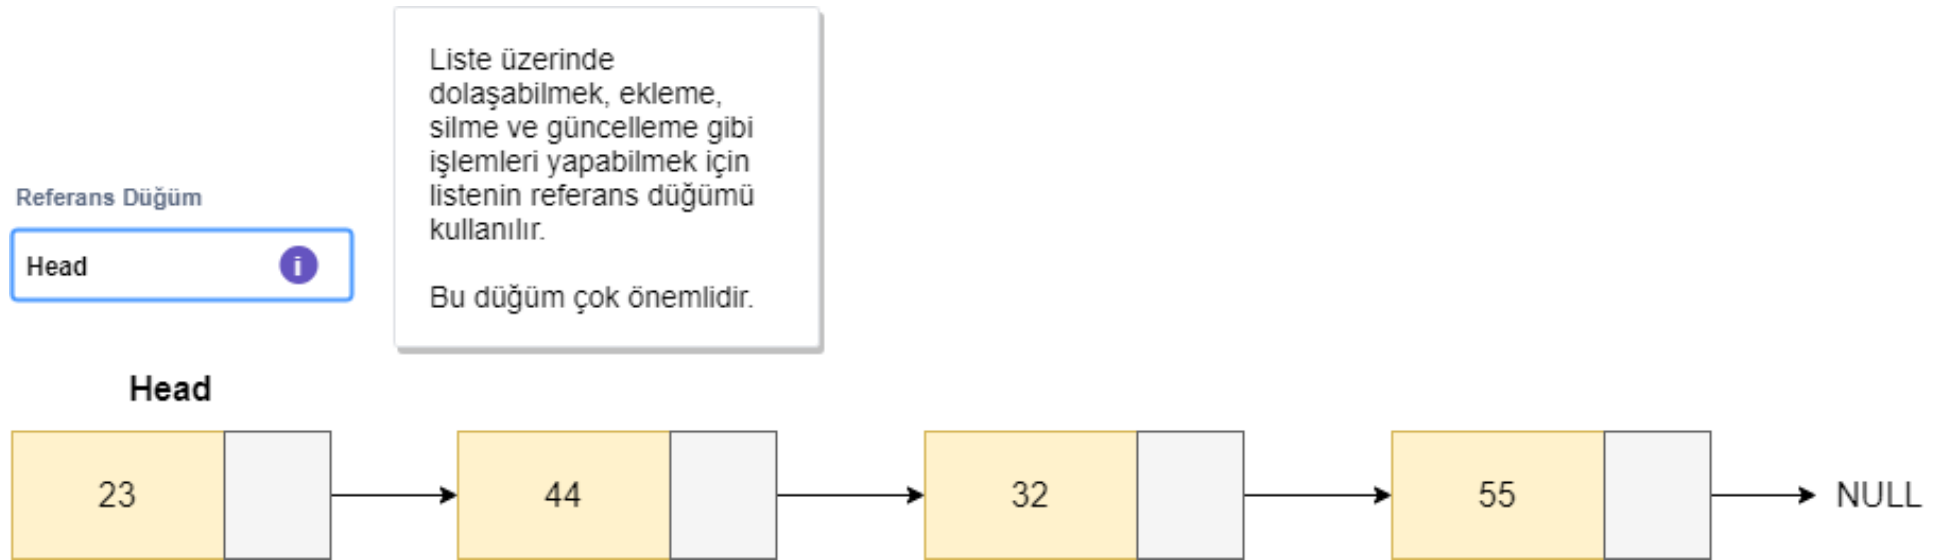 Liste üzerinde
dolaşabilmek, ekleme,
silme ve güncelleme gibi
işlemleri yapabilmek için
listenin referans düğümü
kullanılır.
Bu düğüm çok önemlidir.
Referans Düğüm
Head i
Head
23 44 32 55 NULL